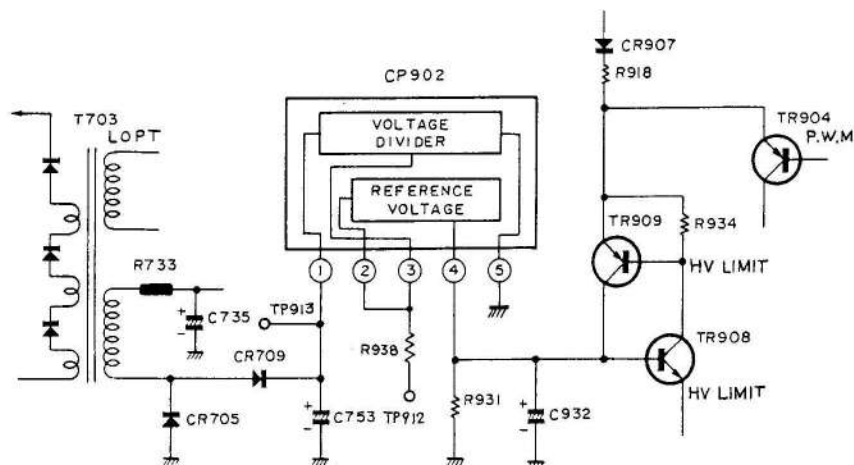 CR907
CP902
R918
T703
LOPT
VOLTAGE
DIVIDER
TR904
P.W.M
REFERENCE
VOLTAGE
TR909
R934
R733
1
2
3
4
5
HV LIMIT
TP913
+
-
C735
R938
TR908
CR709
CR705
+
-
C753
TP912
R931
+
-
C932
HV LIMIT